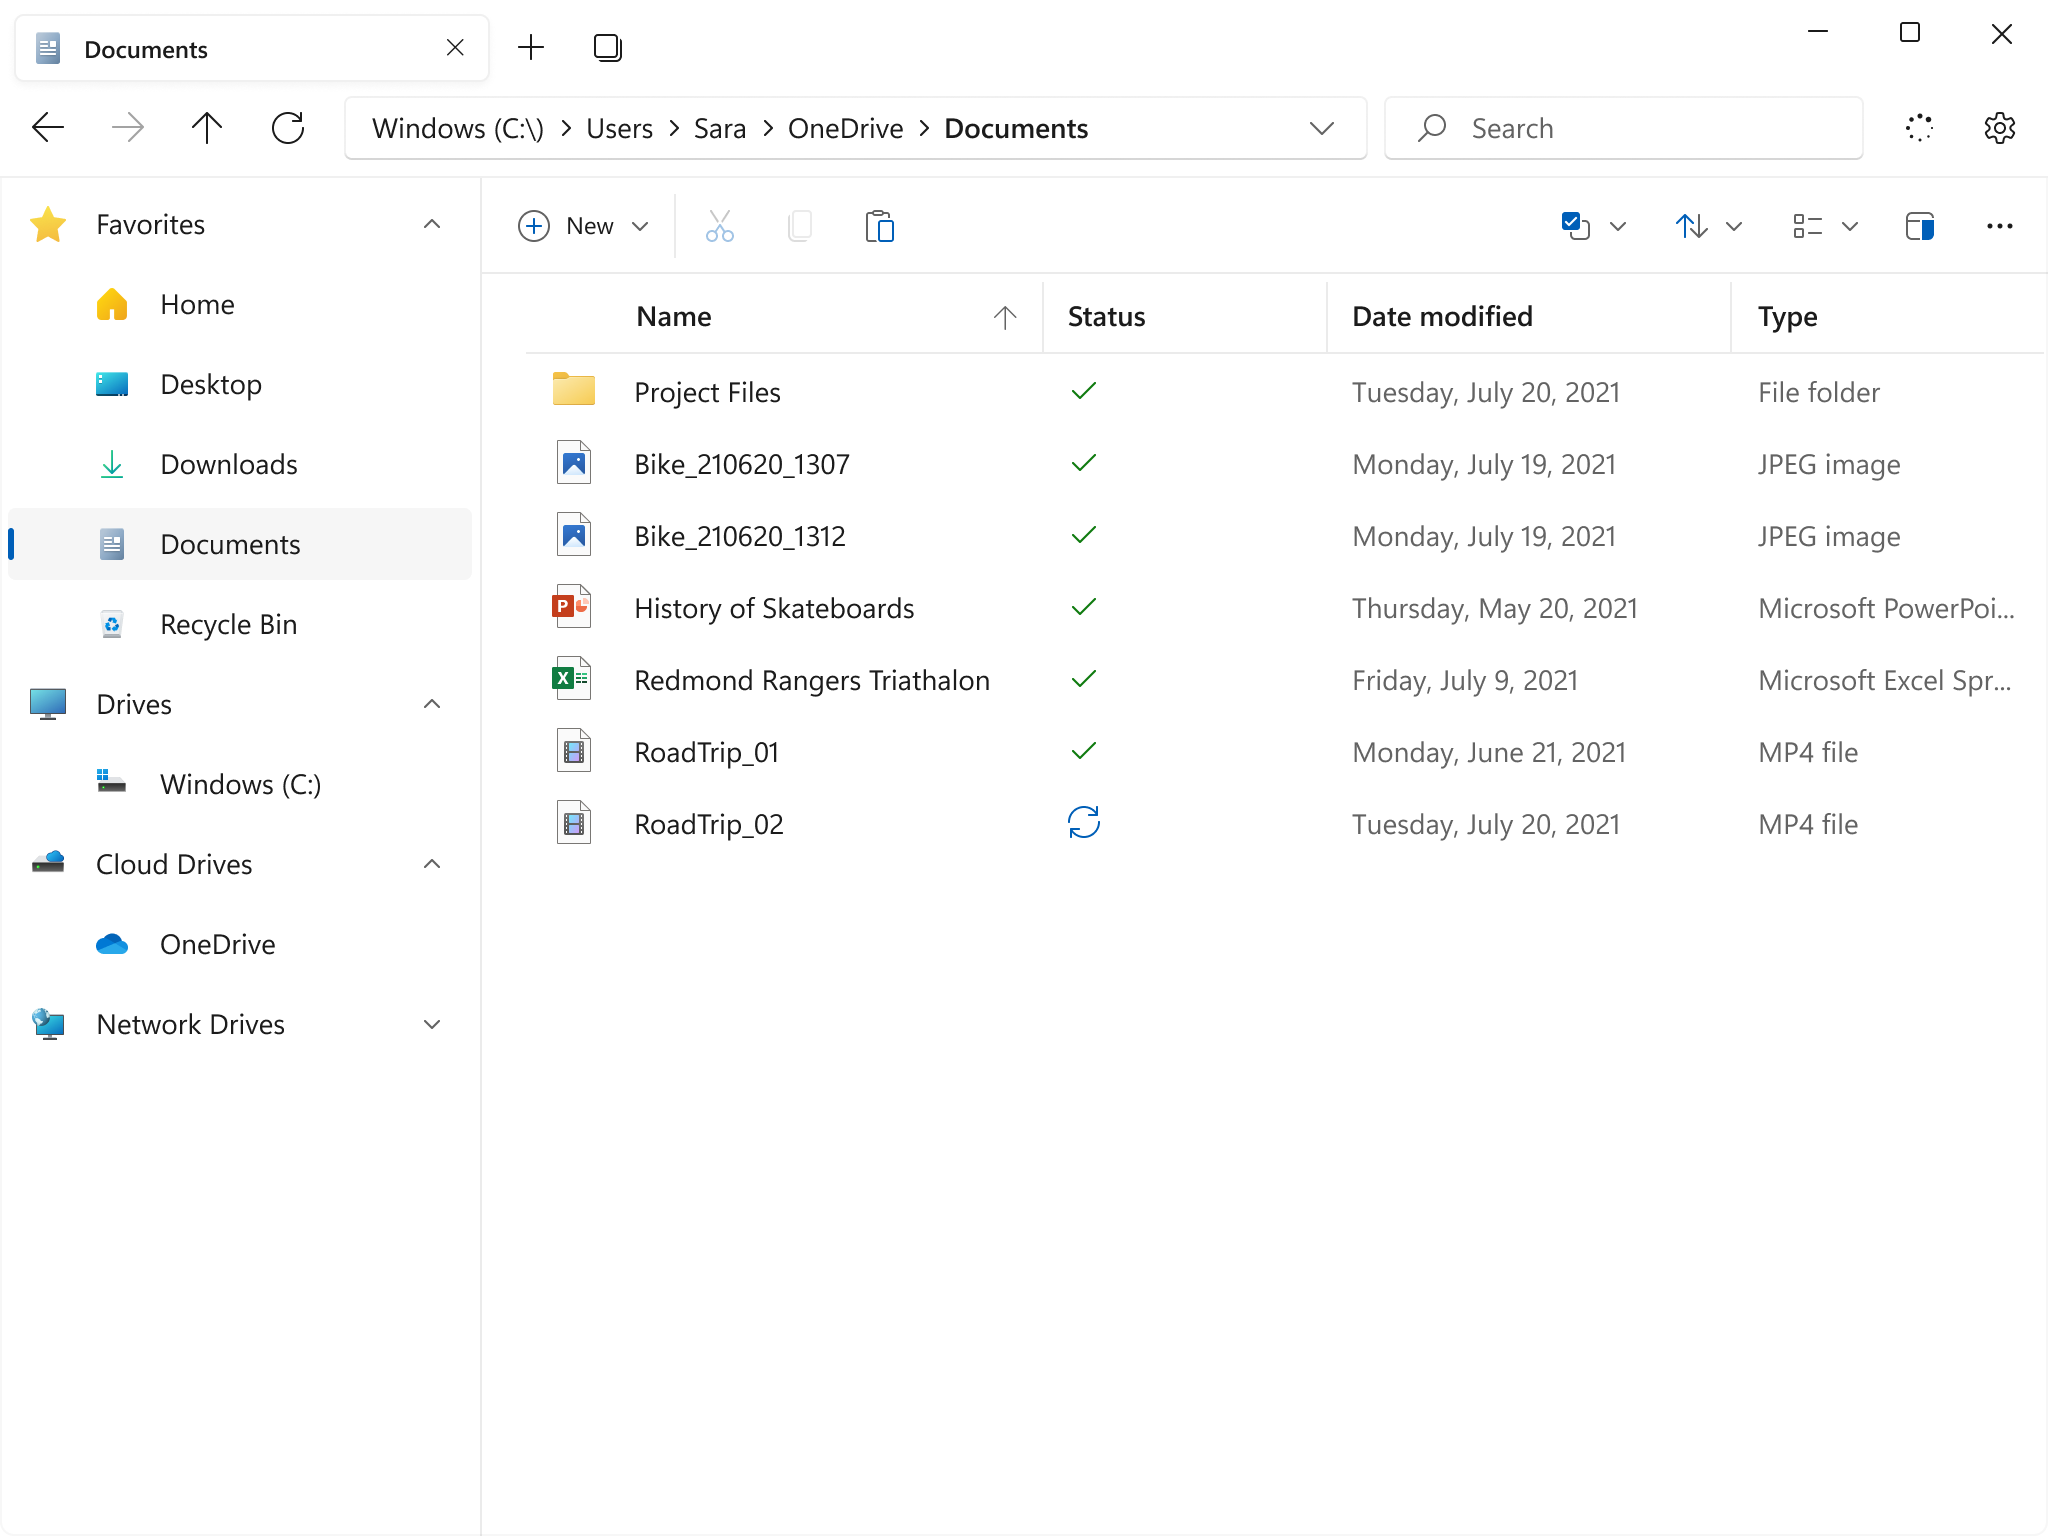 Documents
Windows (C:\) > Users > Sara > OneDrive > Documents
Search
Favorites
Home
Desktop
Downloads
Documents
Recycle Bin
Drives
Windows (C:)
Cloud Drives
OneDrive
Network Drives
New
Name Status Date modified Type
Project Files Tuesday, July 20, 2021 File folder
Bike_210620_1307 Monday, July 19, 2021 JPEG image
Bike_210620_1312 Monday, July 19, 2021 JPEG image
P History of Skateboards Thursday, May 20, 2021 Microsoft PowerPoi...
X Redmond Rangers Triathalon Friday, July 9, 2021 Microsoft Excel Spr...
RoadTrip_01 Monday, June 21, 2021 MP4 file
RoadTrip_02 Tuesday, July 20, 2021 MP4 file